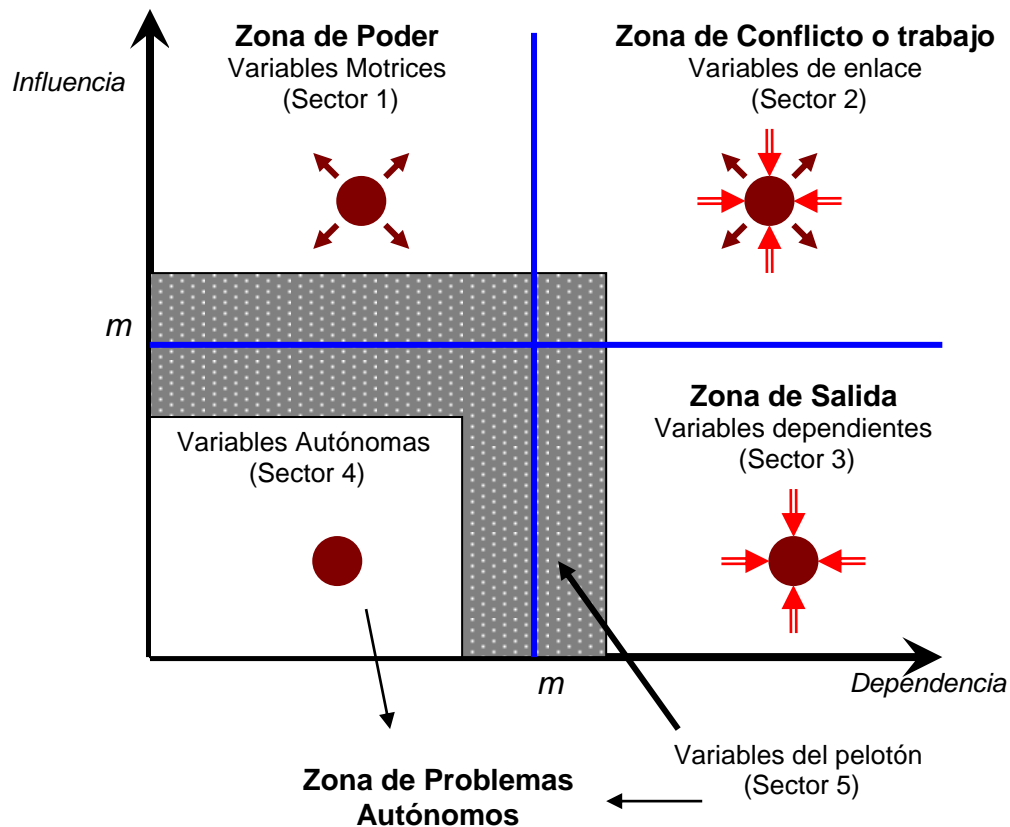 Zona de Poder
Variables Motrices
(Sector 1)
Zona de Conflicto o trabajo
Variables de enlace
(Sector 2)
Influencia
m
Zona de Salida
Variables dependientes
(Sector 3)
Variables Autónomas
(Sector 4)
m
Dependencia
Variables del pelotón
(Sector 5)
Zona de Problemas
Autónomos